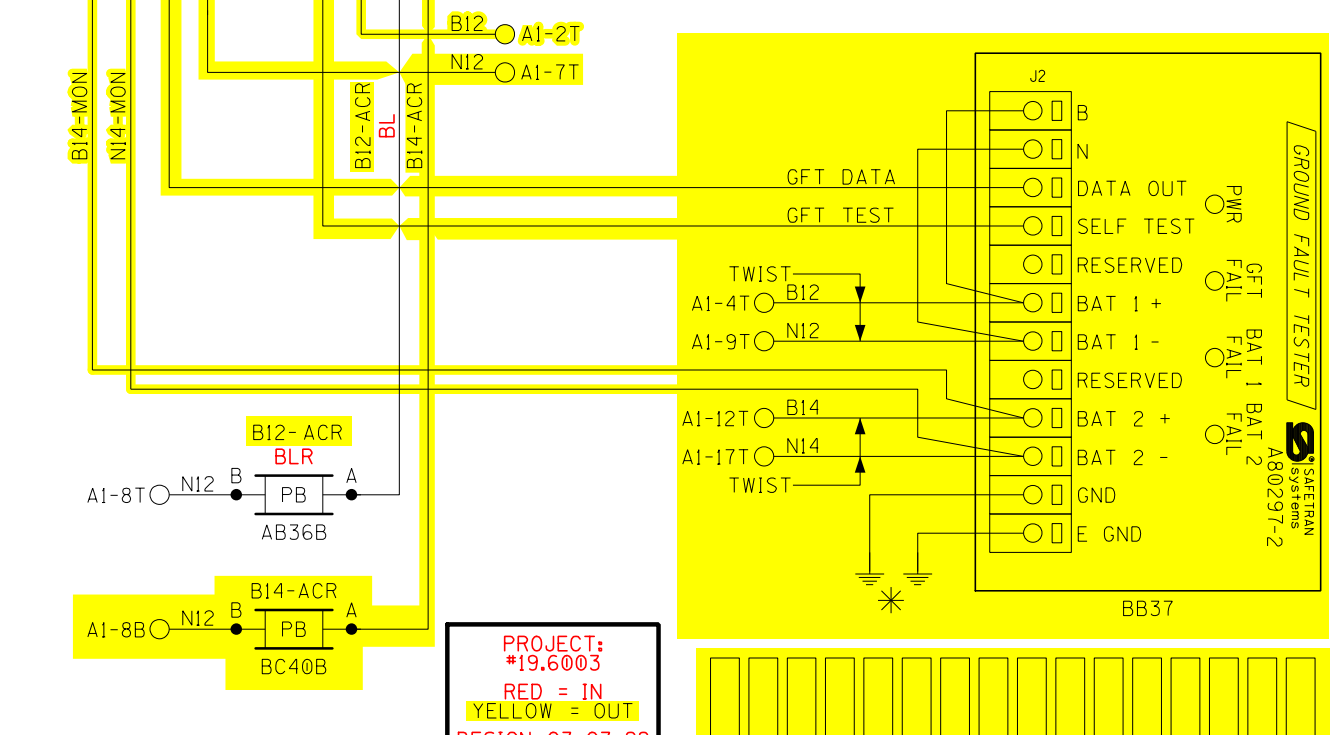 B12
A1-2T
N12
A1-7T
B14-MON
N14-MON
B12-ACR
BL
B14-ACR
J2
B
N
GFT DATA
DATA OUT
GFT TEST
SELF TEST
RESERVED
TWIST
A1-4T
B12
BAT 1 +
A1-9T
N12
BAT 1 -
RESERVED
A1-12T
B14
BAT 2 +
A1-17T
N14
BAT 2 -
TWIST
GND
E GND
PWR
GFT
FAIL
BAT 1
FAIL
BAT 2
FAIL
GROUND FAULT TESTER
SAFETRAN
systems
A80297-2
BB37
B12- ACR
BLR
A1-8T
N12
B
PB
A
AB36B
B14-ACR
A1-8B
N12
B
PB
A
BC40B
PROJECT:
#19.6003
RED = IN
YELLOW = OUT